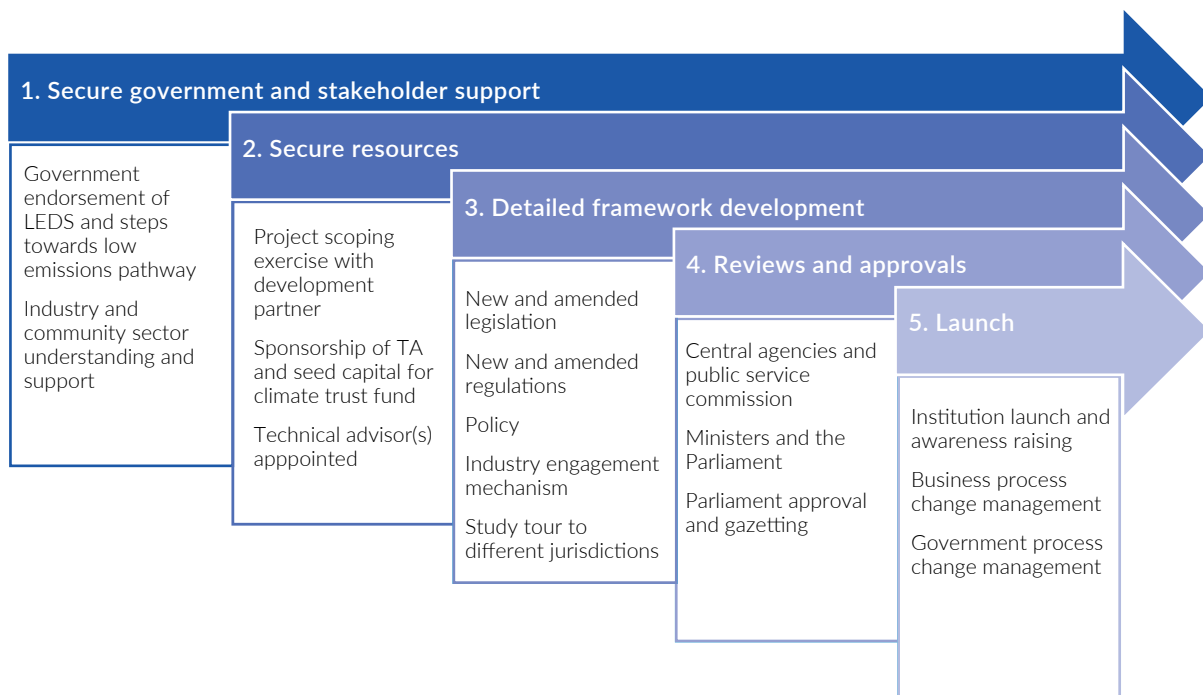 1. Secure government and stakeholder support
Government
endorsement of
LEDS and steps
towards low
emissions pathway
Industry and
community sector
understanding and
support
2. Secure resources
Project scoping
exercise with
development
partner
Sponsorship of TA
and seed capital for
climate trust fund
Technical advisor(s)
apppointed
3. Detailed framework development
New and amended
legislation
New and amended
regulations
Policy
Industry engagement
mechanism
Study tour to
different jurisdictions
4. Reviews and approvals
Central agencies and
public service
commission
Ministers and the
Parliament
Parliament approval
and gazetting
5. Launch
Institution launch and
awareness raising
Business process
change management
Government process
change management